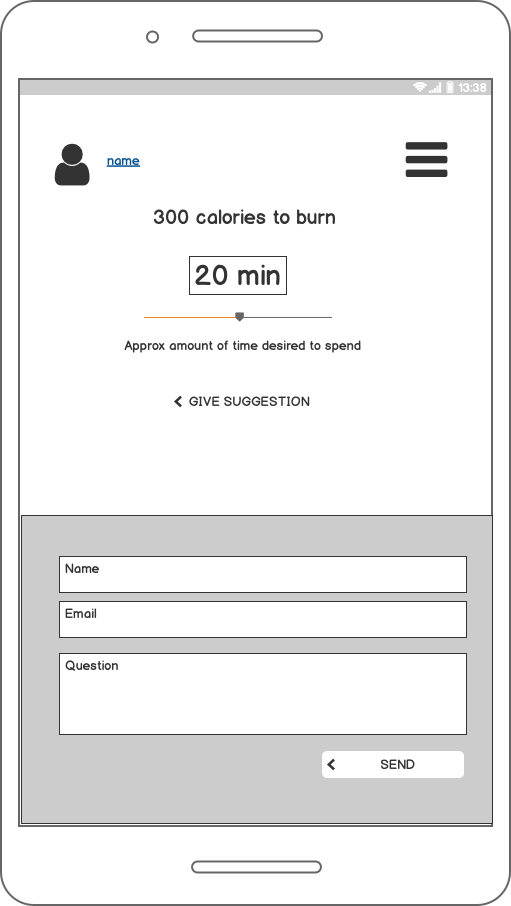 13:38
name
300 calories to burn
20 min
Approx amount of time desired to spend
GIVE SUGGESTION
Name
Email
Question
SEND